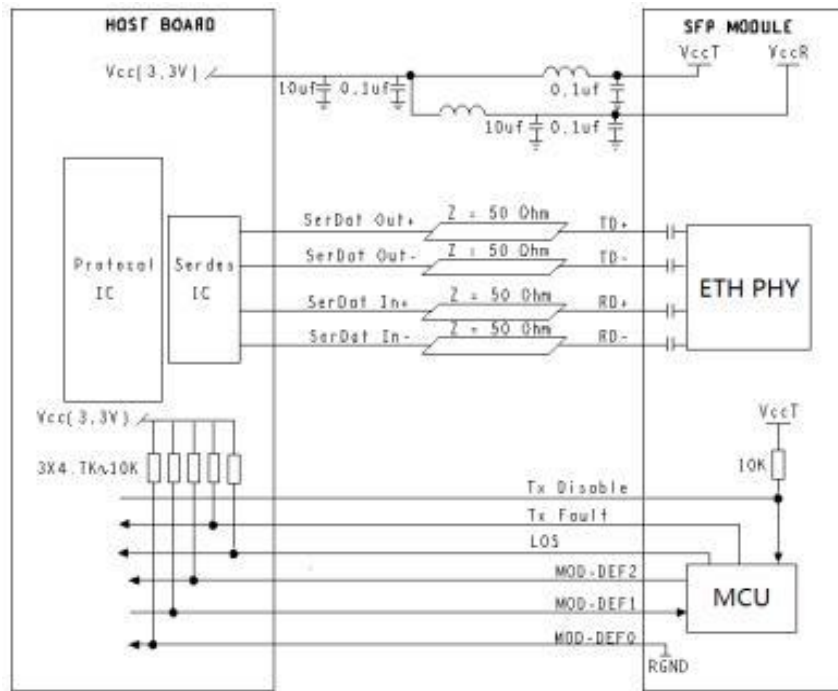 HOST BOARD
SFP MODULE
VccT
VccR
Vcc(3.3V)
10uf
0.1uf
0.1uf
10uf
0.1uf
SerDat Out+
Z = 50 Ohm
TD+
SerDat Out-
Z = 50 Ohm
TD-
Protocal
IC
Serdes
IC
ETH PHY
SerDat In+
Z = 50 Ohm
RD+
SerDat In-
Z = 50 Ohm
RD-
Vcc(3.3V)
VccT
3X4.7K~10K
10K
Tx Disable
Tx Fault
LOS
MOD-DEF2
MCU
MOD-DEF1
MOD-DEF0
RGND